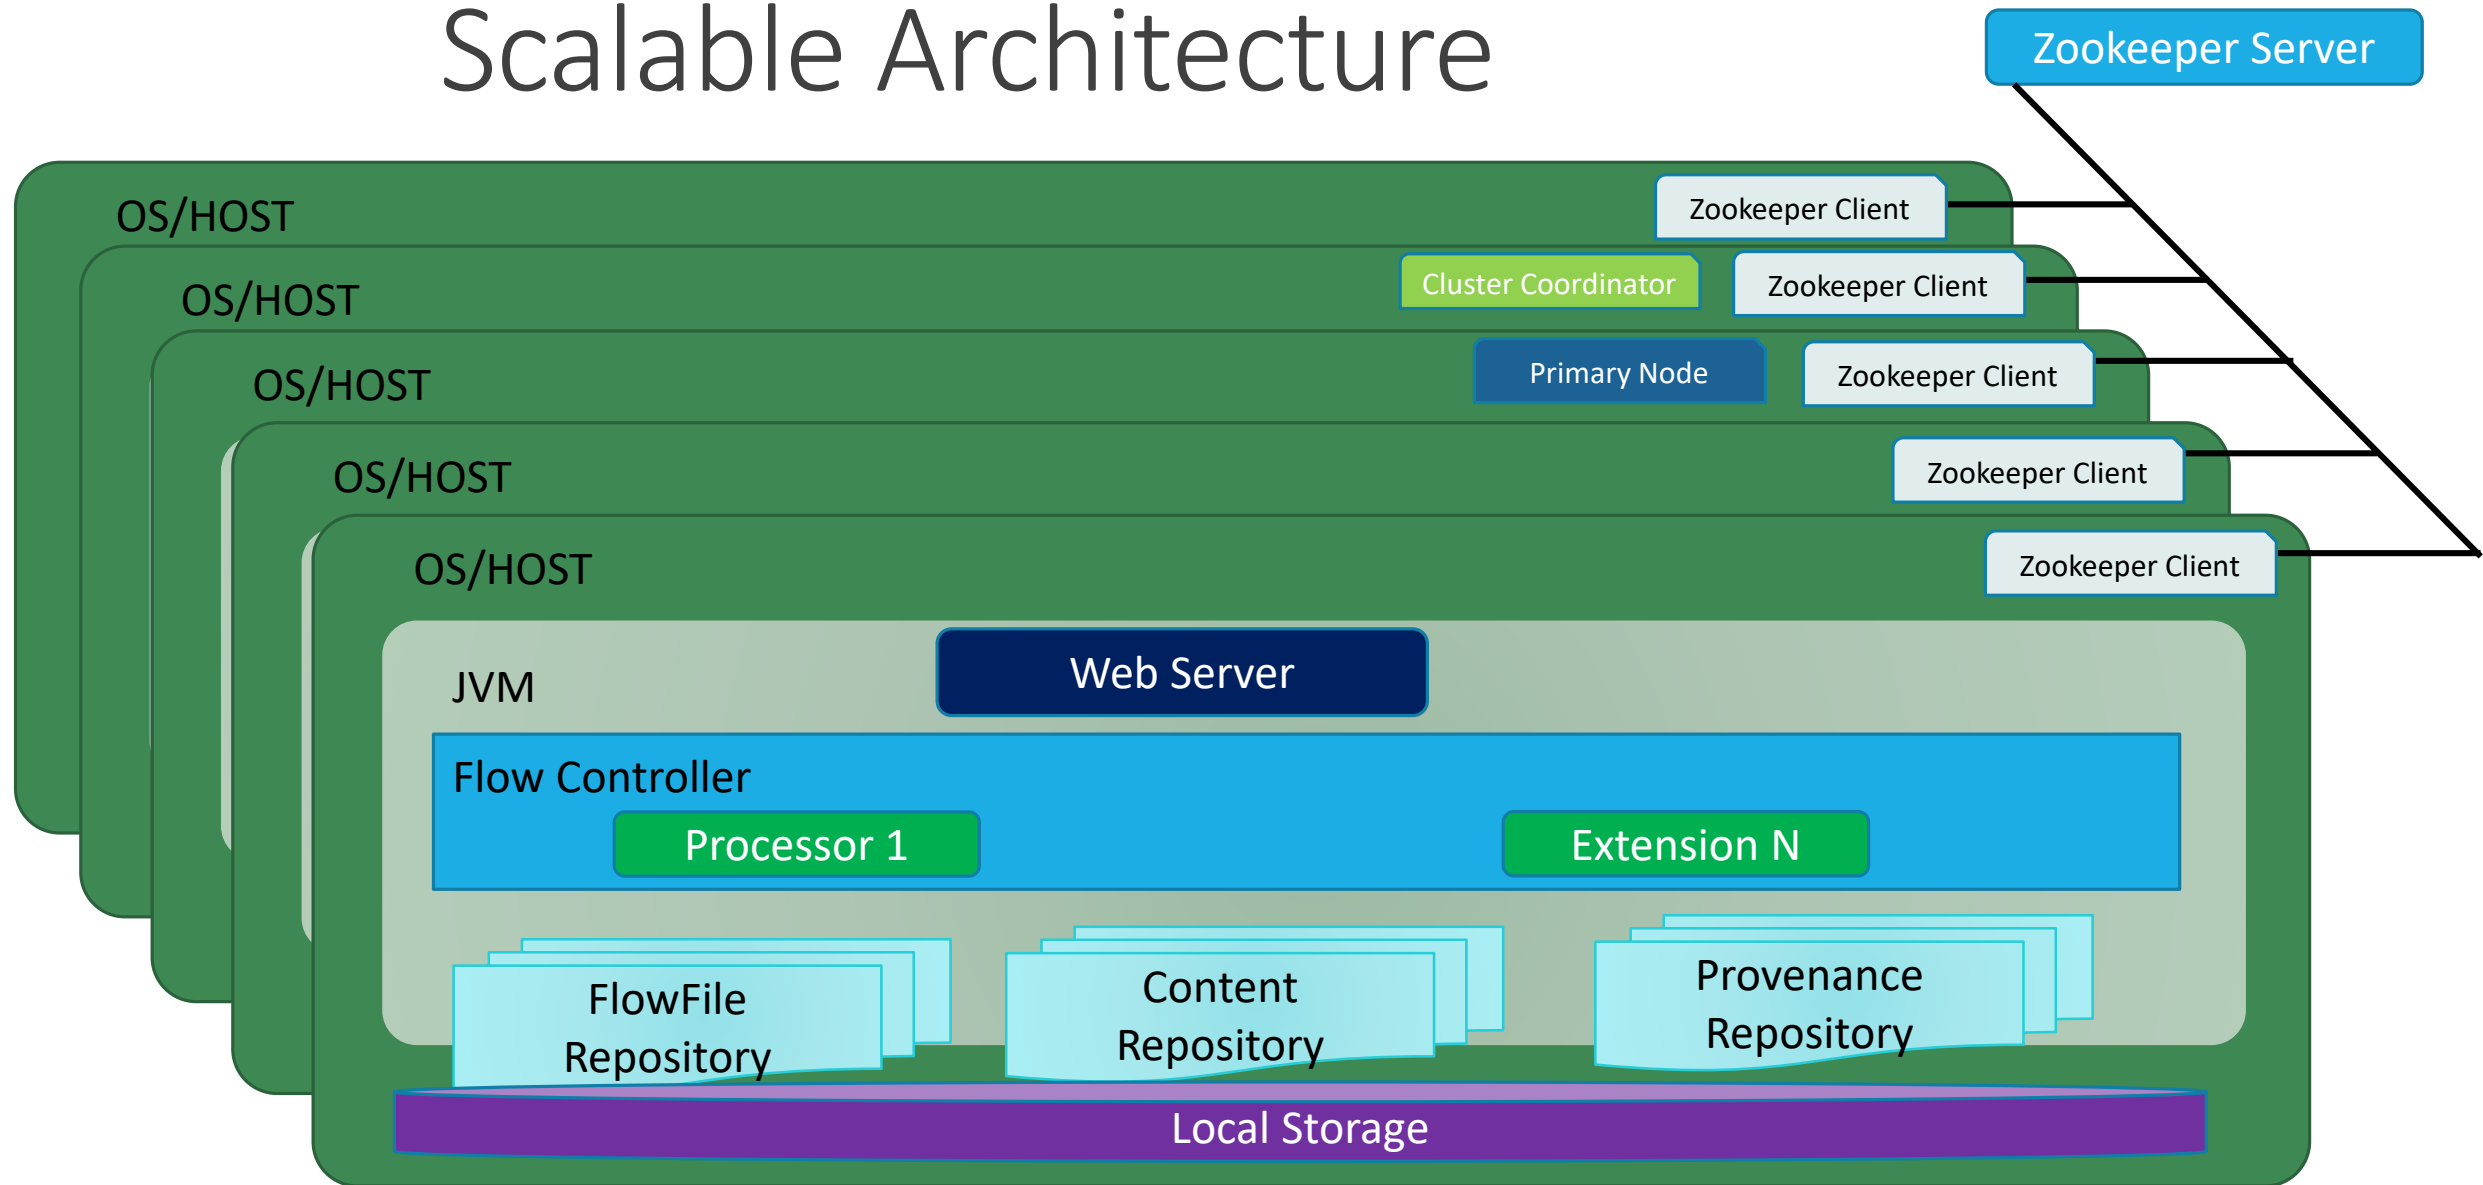 Scalable Architecture
Zookeeper Server
OS/HOST
Zookeeper Client
OS/HOST
Cluster Coordinator
Zookeeper Client
OS/HOST
Primary Node
Zookeeper Client
OS/HOST
Zookeeper Client
OS/HOST
Zookeeper Client
JVM
Web Server
Flow Controller
Processor 1
Extension N
FlowFile
Repository
Content
Repository
Provenance
Repository
Local Storage